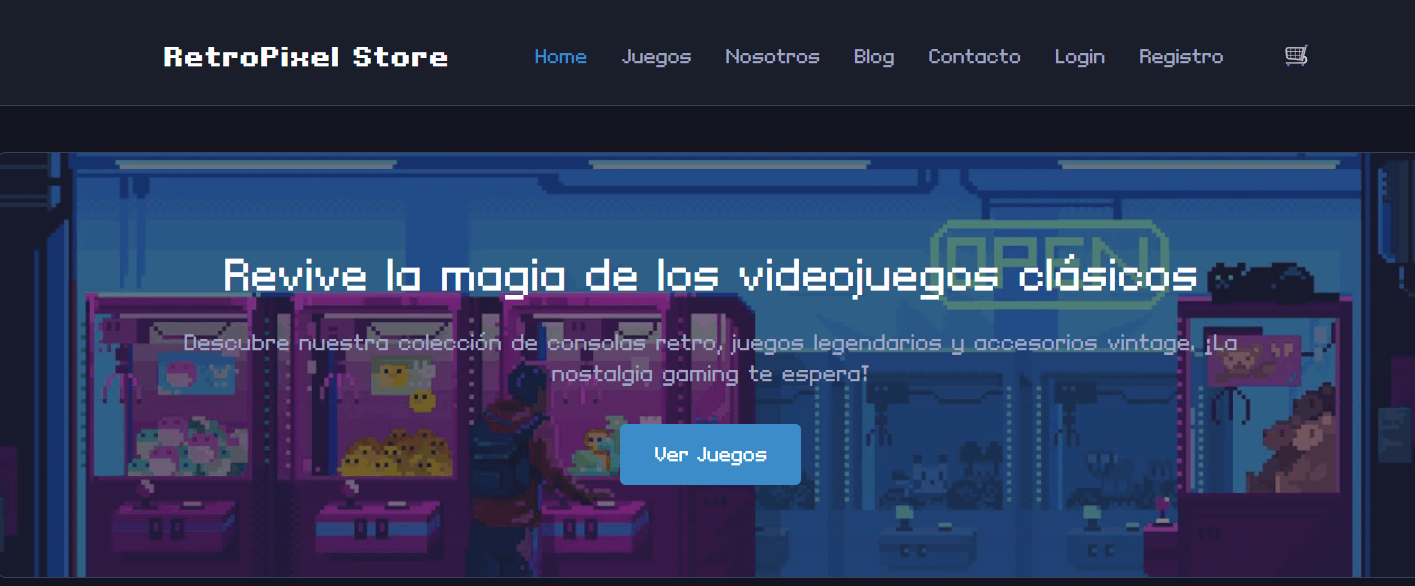 RetroPixel Store
Home Juegos Nosotros Blog Contacto Login Registro
OPEN
Revive la magia de los videojuegos clásicos
Descubre nuestra colección de consolas retro, juegos legendarios y accesorios vintage. ¡La
nostalgia gaming te espera!
Ver Juegos